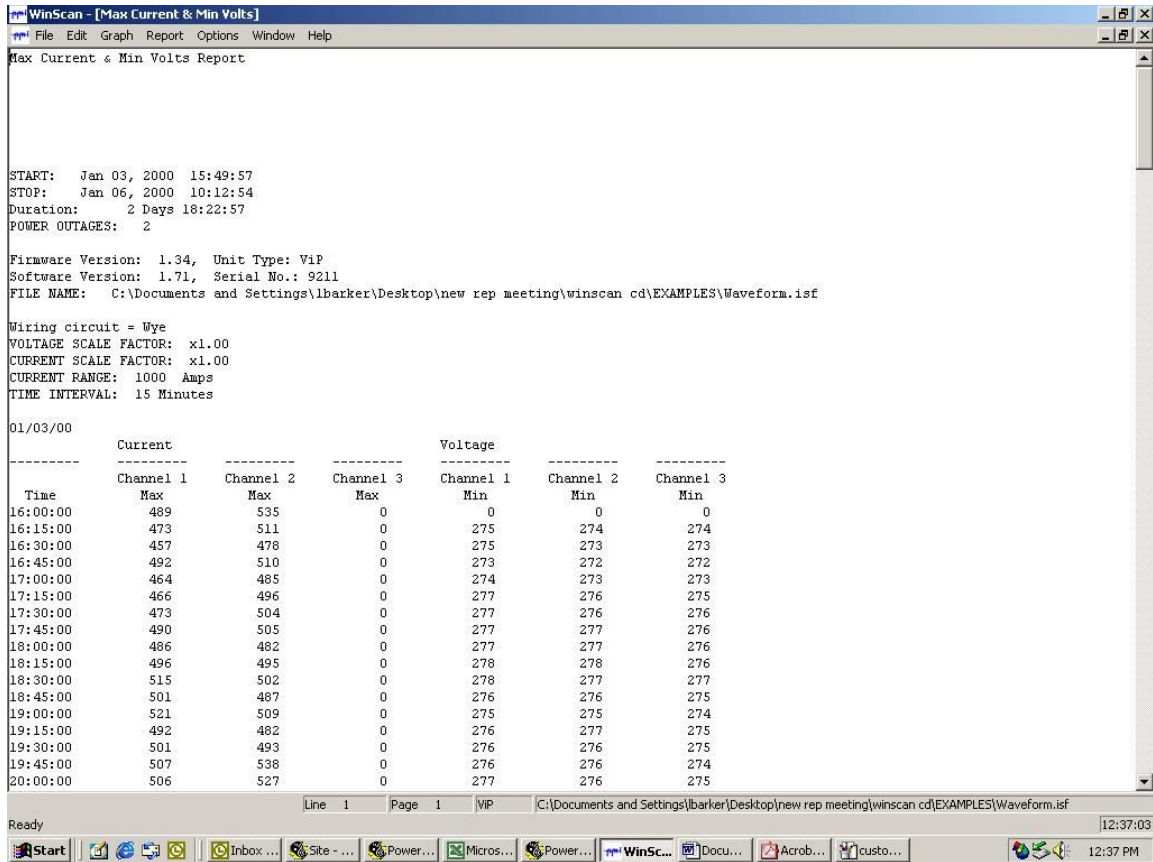 WinScan - [Max Current & Min Volts]
File Edit Graph Report Options Window Help
Max Current & Min Volts Report
START: Jan 03, 2000 15:49:57
STOP: Jan 06, 2000 10:12:54
Duration: 2 Days 18:22:57
POWER OUTAGES: 2
Firmware Version: 1.34, Unit Type: ViP
Software Version: 1.71, Serial No.: 9211
FILE NAME: C:\Documents and Settings\lbarker\Desktop\new rep meeting\winscan cd\EXAMPLES\Waveform.isf
Wiring circuit = Wye
VOLTAGE SCALE FACTOR: x1.00
CURRENT SCALE FACTOR: x1.00
CURRENT RANGE: 1000 Amps
TIME INTERVAL: 15 Minutes
01/03/00
Current Voltage
--------- --------- --------- --------- --------- --------- ---------
Channel 1 Channel 2 Channel 3 Channel 1 Channel 2 Channel 3
Time Max Max Max Min Min Min
16:00:00 489 535 0 0 0 0
16:15:00 473 511 0 275 274 274
16:30:00 457 478 0 275 273 273
16:45:00 492 510 0 273 272 272
17:00:00 464 485 0 274 273 273
17:15:00 466 496 0 277 276 275
17:30:00 473 504 0 277 276 276
17:45:00 490 505 0 277 277 276
18:00:00 486 482 0 277 277 276
18:15:00 496 495 0 278 278 276
18:30:00 515 502 0 278 277 277
18:45:00 501 487 0 276 276 275
19:00:00 521 509 0 275 275 274
19:15:00 492 482 0 276 277 275
19:30:00 501 493 0 276 276 275
19:45:00 507 538 0 276 276 274
20:00:00 506 527 0 277 276 275
Line 1 Page 1 ViP C:\Documents and Settings\lbarker\Desktop\new rep meeting\winscan cd\EXAMPLES\Waveform.isf
Ready 12:37:03
Start Inbox ... Site - ... Power... Micros... Power... WinSc... Docu... Acrob... custo... 12:37 PM